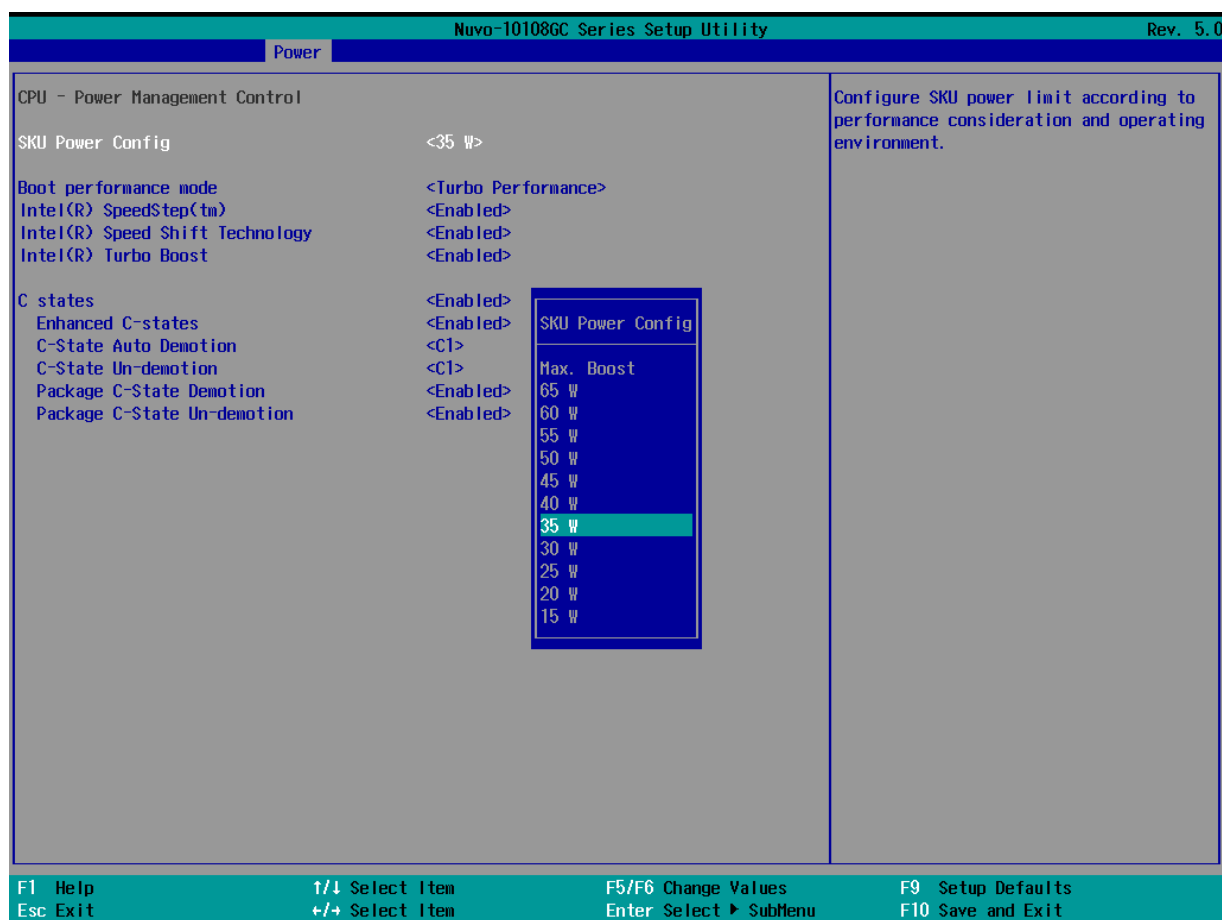 Nuvo-10108GC Series Setup Utility Rev. 5.0
Power
CPU - Power Management Control
SKU Power Config <35 W>
Boot performance mode <Turbo Performance>
Intel(R) SpeedStep(tm) <Enabled>
Intel(R) Speed Shift Technology <Enabled>
Intel(R) Turbo Boost <Enabled>
C states <Enabled>
Enhanced C-states <Enabled>
C-State Auto Demotion <C1>
C-State Un-demotion <C1>
Package C-State Demotion <Enabled>
Package C-State Un-demotion <Enabled>
SKU Power Config
Max. Boost
65 W
60 W
55 W
50 W
45 W
40 W
35 W
30 W
25 W
20 W
15 W
Configure SKU power limit according to
performance consideration and operating
environment.
F1 Help ↑/↓ Select Item F5/F6 Change Values F9 Setup Defaults
Esc Exit ←/→ Select Item Enter Select ▶ SubMenu F10 Save and Exit